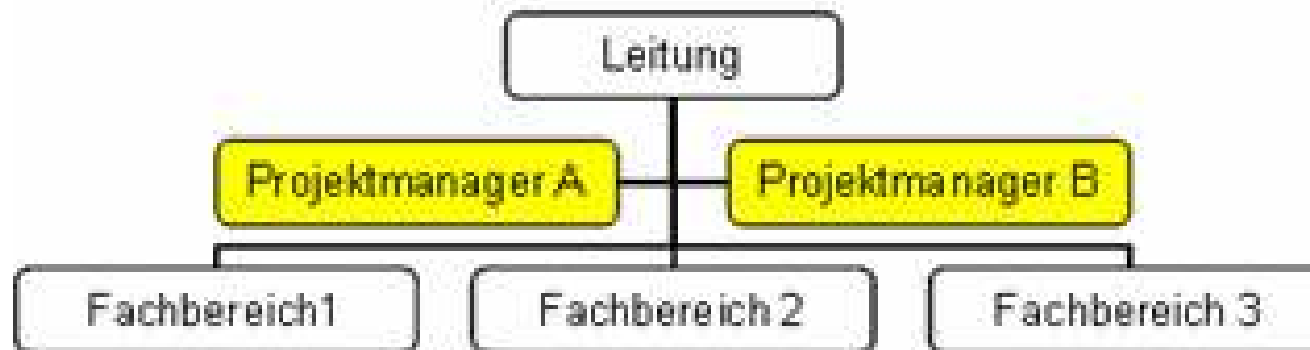 Leitung
Projektmanager A
Projektmanager B
Fachbereich1
Fachbereich 2
Fachbereich 3